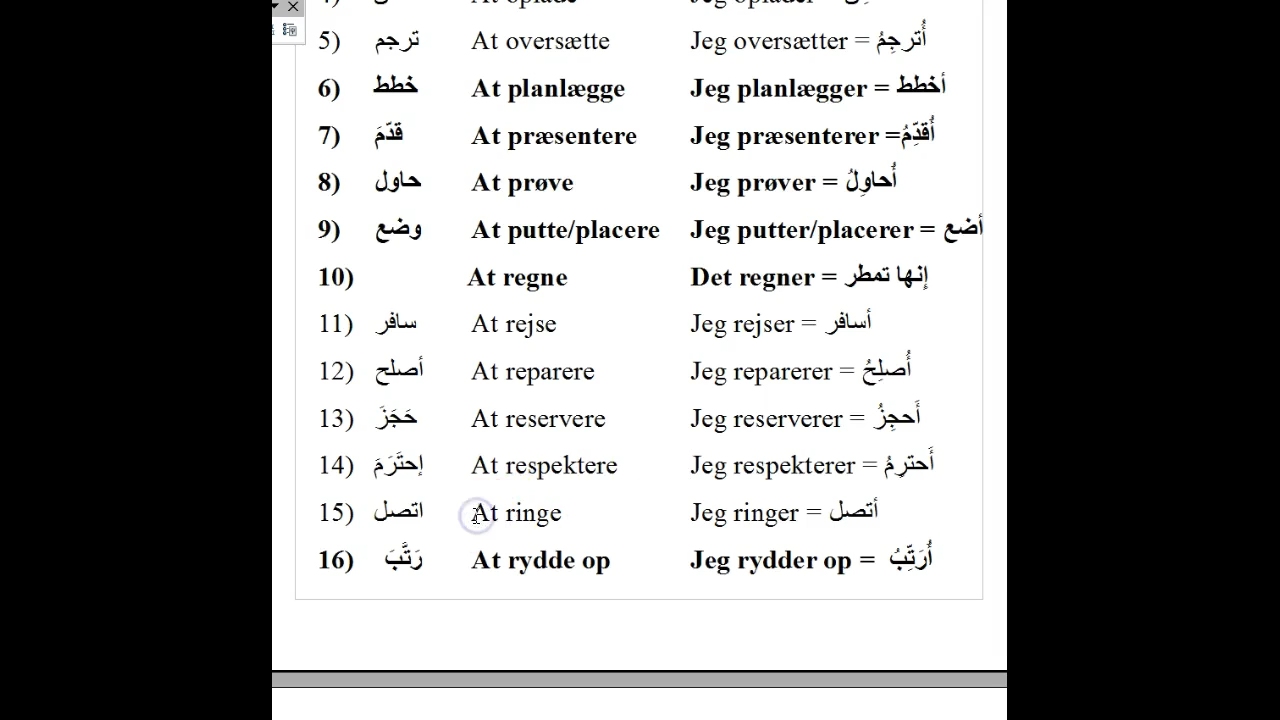 5) ترجم At oversætte Jeg oversætter = أُترجِمُ
6) خطط At planlægge Jeg planlægger = أخطط
7) قدّمَ At præsentere Jeg præsenterer =أُقدِّمُ
8) حاول At prøve Jeg prøver = أُحاوِلُ
9) وضع At putte/placere Jeg putter/placerer = أضع
10) At regne Det regner = إنها تمطر
11) سافر At rejse Jeg rejser = أسافر
12) أصلح At reparere Jeg reparerer = أُصلِحُ
13) حَجَزَ At reservere Jeg reserverer = أَحجِزُ
14) إحتَّرَمَ At respektere Jeg respekterer = أَحترِمُ
15) اتصل At ringe Jeg ringer = أتصل
16) رَتَّبَ At rydde op Jeg rydder op = أُرَتِّبُ